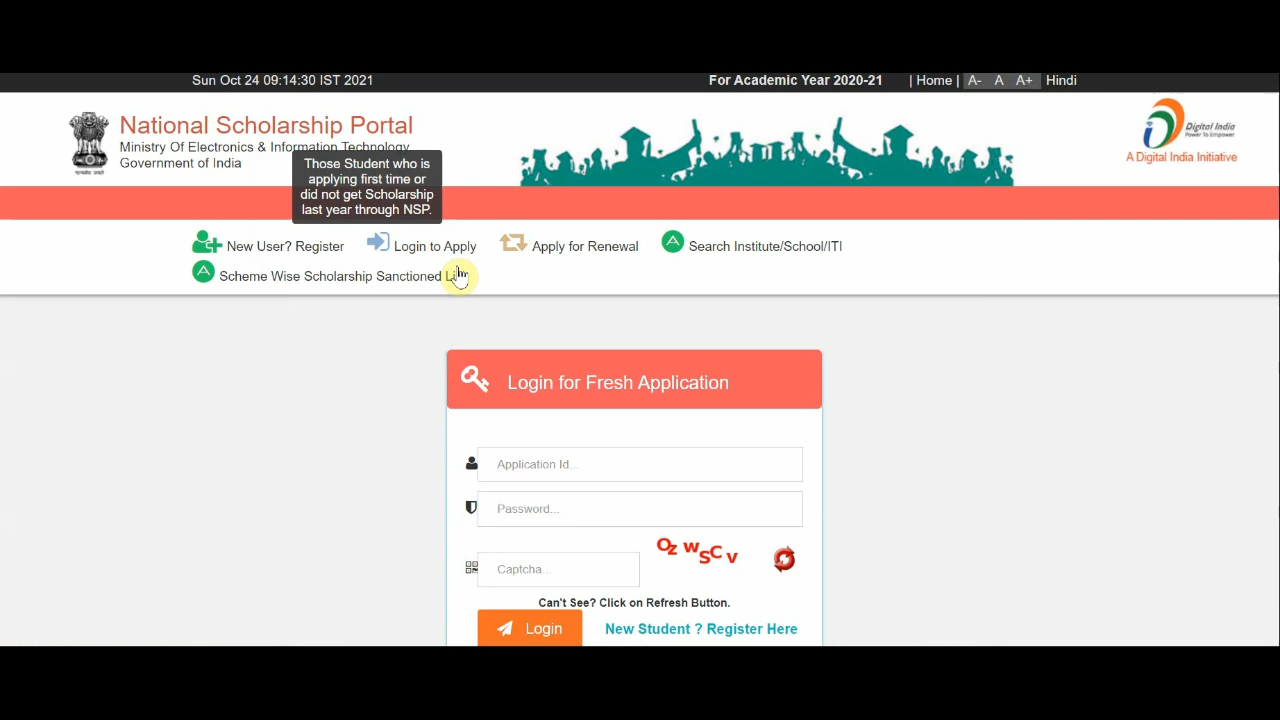 Sun Oct 24 09:14:30 IST 2021
For Academic Year 2020-21 | Home | A- A A+ Hindi
National Scholarship Portal
Ministry Of Electronics & Information Technology
Government of India
Digital India
Power To Empower
A Digital India Initiative
Those Student who is
applying first time or
did not get Scholarship
last year through NSP.
New User? Register
Login to Apply
Apply for Renewal
Search Institute/School/ITI
Scheme Wise Scholarship Sanctioned
Login for Fresh Application
Application Id...
Password...
Oz wsCv
Captcha...
Can't See? Click on Refresh Button.
Login
New Student ? Register Here